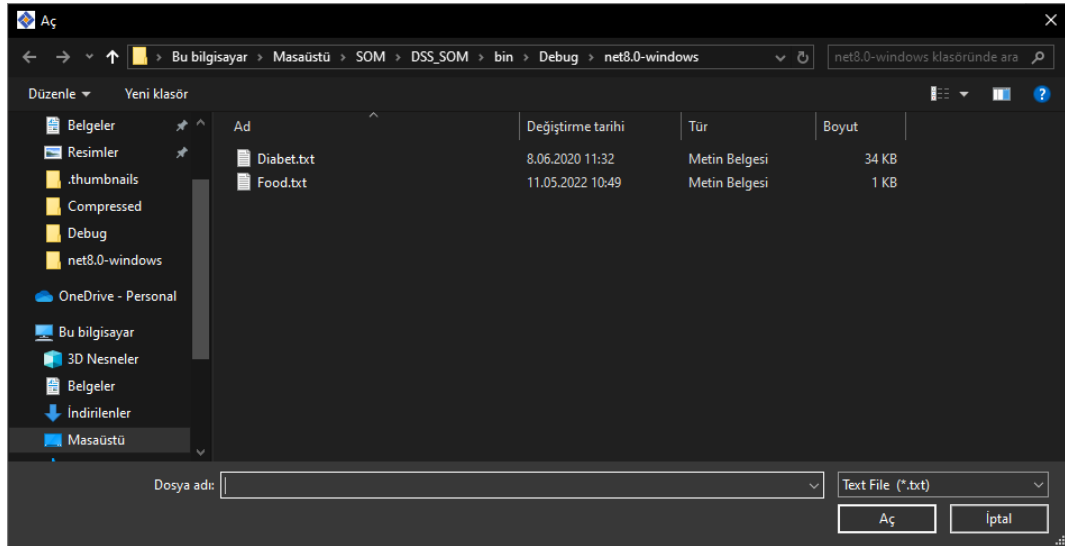 Aç
Bu bilgisayar > Masaüstü > SOM > DSS_SOM > bin > Debug > net8.0-windows
net8.0-windows klasöründe ara
Düzenle
Yeni klasör
Belgeler
Resimler
.thumbnails
Compressed
Debug
net8.0-windows
OneDrive - Personal
Bu bilgisayar
3D Nesneler
Belgeler
İndirilenler
Masaüstü
Ad Değiştirme tarihi Tür Boyut
Diabet.txt 8.06.2020 11:32 Metin Belgesi 34 KB
Food.txt 11.05.2022 10:49 Metin Belgesi 1 KB
Dosya adı:
Text File (*.txt)
Aç İptal